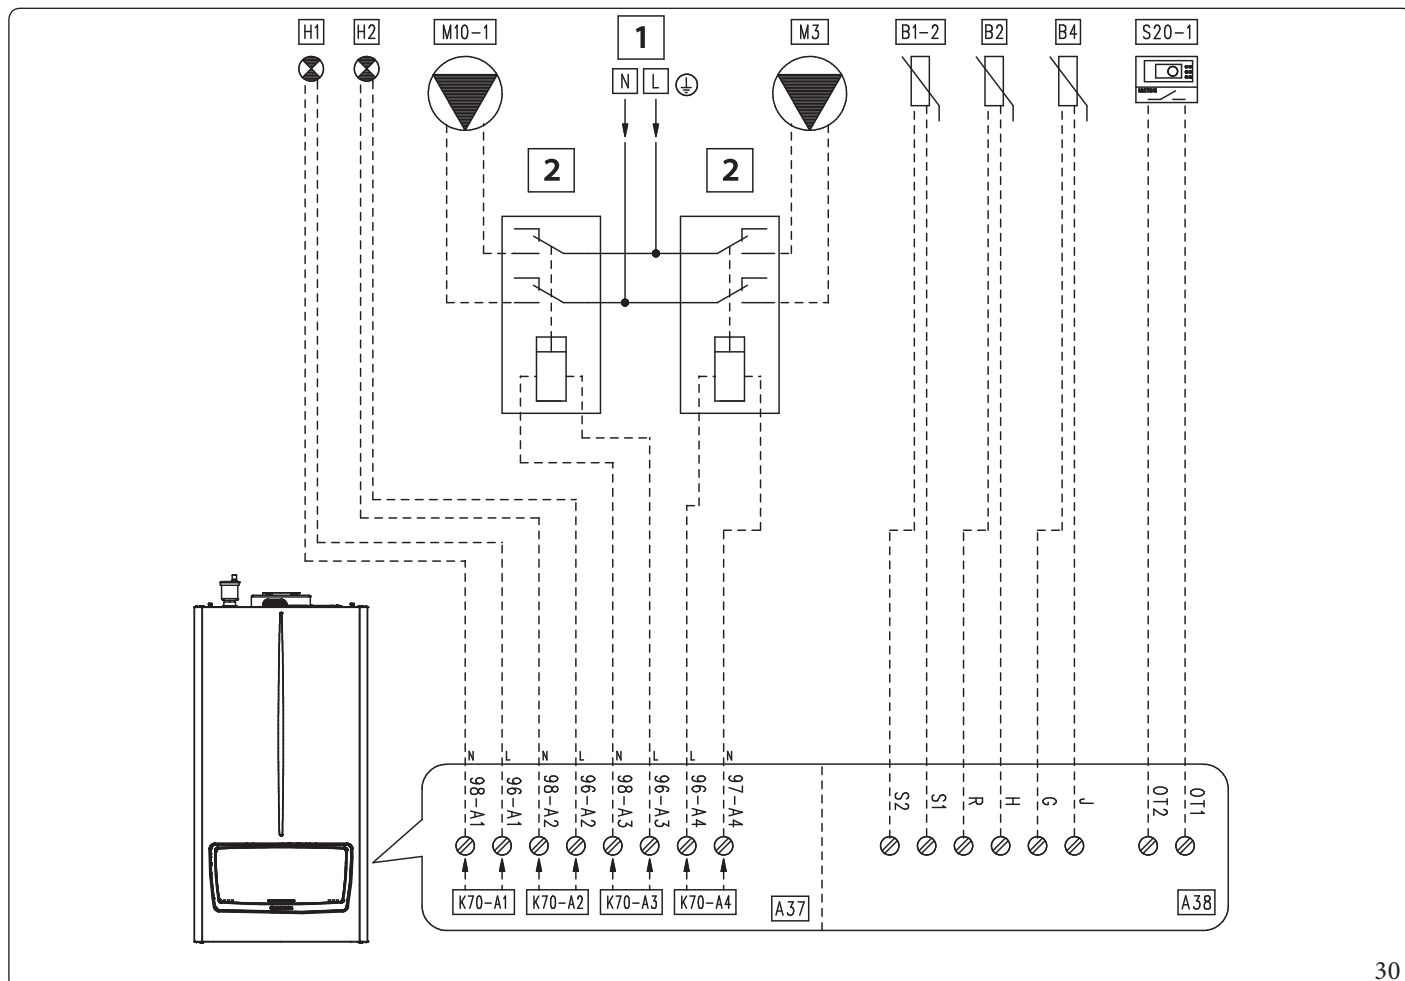 H1 H2 M10-1 1 M3 B1-2 B2 B4 S20-1
N L
2 2
N L N L N L L N
98-A1 96-A1 98-A2 96-A2 98-A3 96-A3 96-A4 97-A4 S2 S1 R H G J OT2 OT1
K70-A1 K70-A2 K70-A3 K70-A4 A37 A38
30